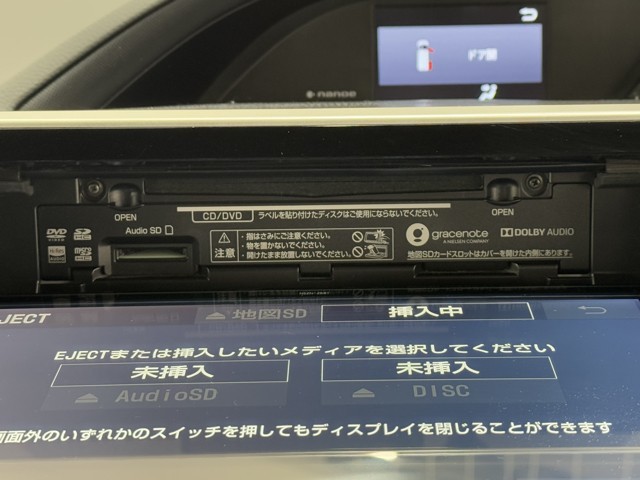 ドア開
nanoe
OPEN
OPEN
CD/DVD ラベルを貼り付けたディスクはご使用にならないでください。
Audio SD
DVD
VIDEO
SD
注意
・指はさみにご注意ください。
・物を置かないでください。
・開けたまま放置しないでください。
gracenote
A NIELSEN COMPANY
DOLBY AUDIO
地図SDカードスロットはカバーを開けた内側にあります。
EJECT
地図SD 挿入中
EJECTまたは挿入したいメディアを選択してください
未挿入 未挿入
AudioSD DISC
画面外のいずれかのスイッチを押してもディスプレイを閉じることができます